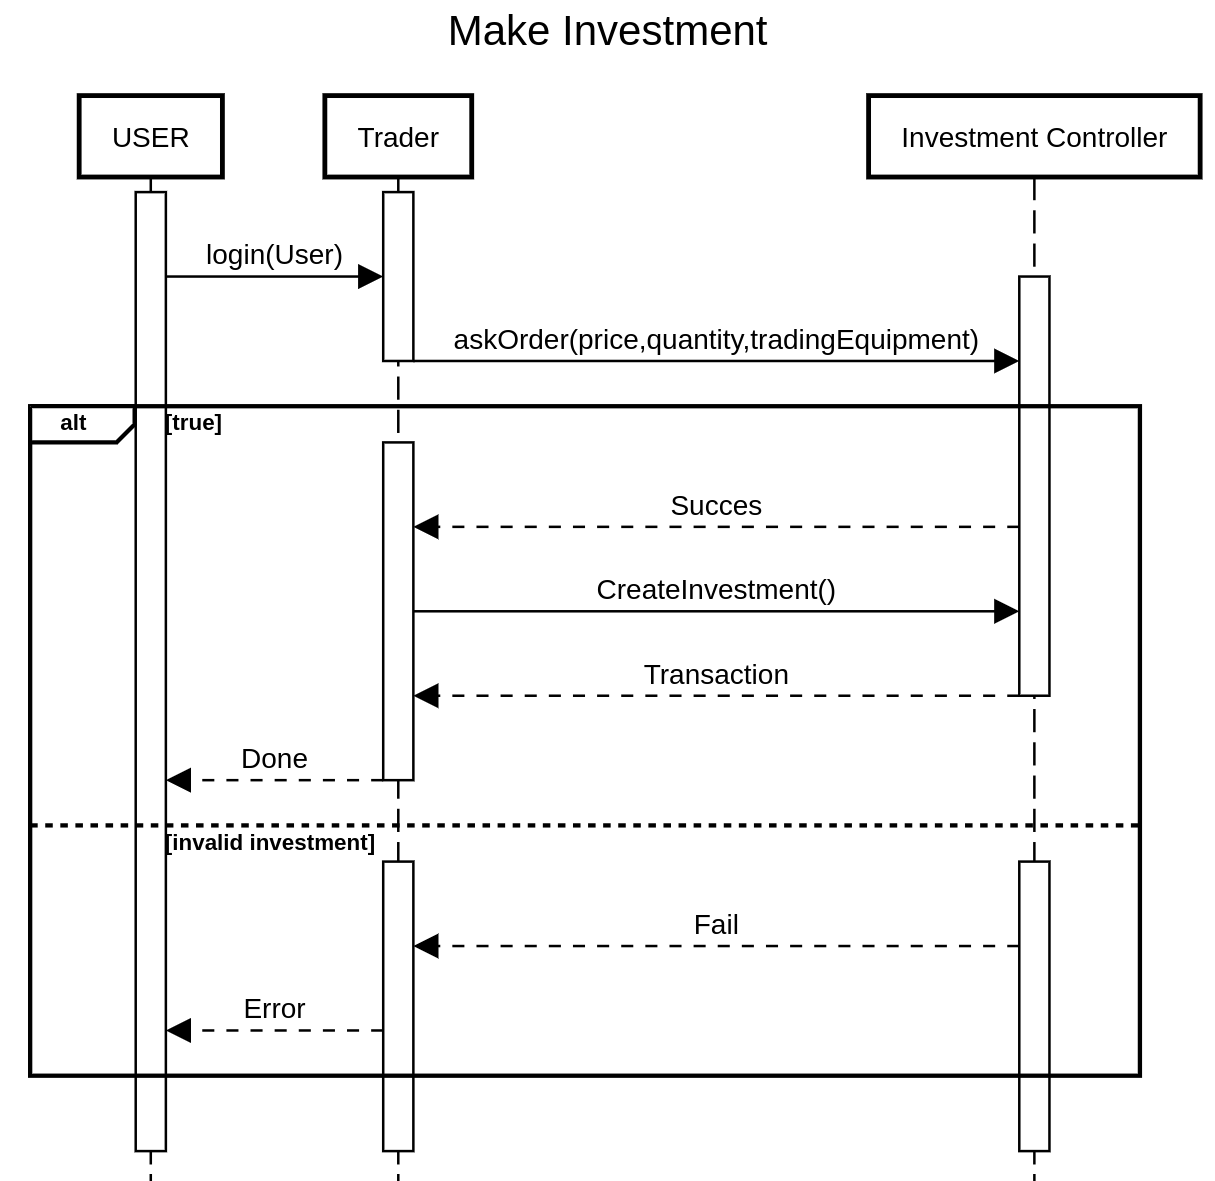 Make Investment
USER
Trader
Investment Controller
login(User)
askOrder(price,quantity,tradingEquipment)
alt
[true]
Succes
CreateInvestment()
Transaction
Done
[invalid investment]
Fail
Error